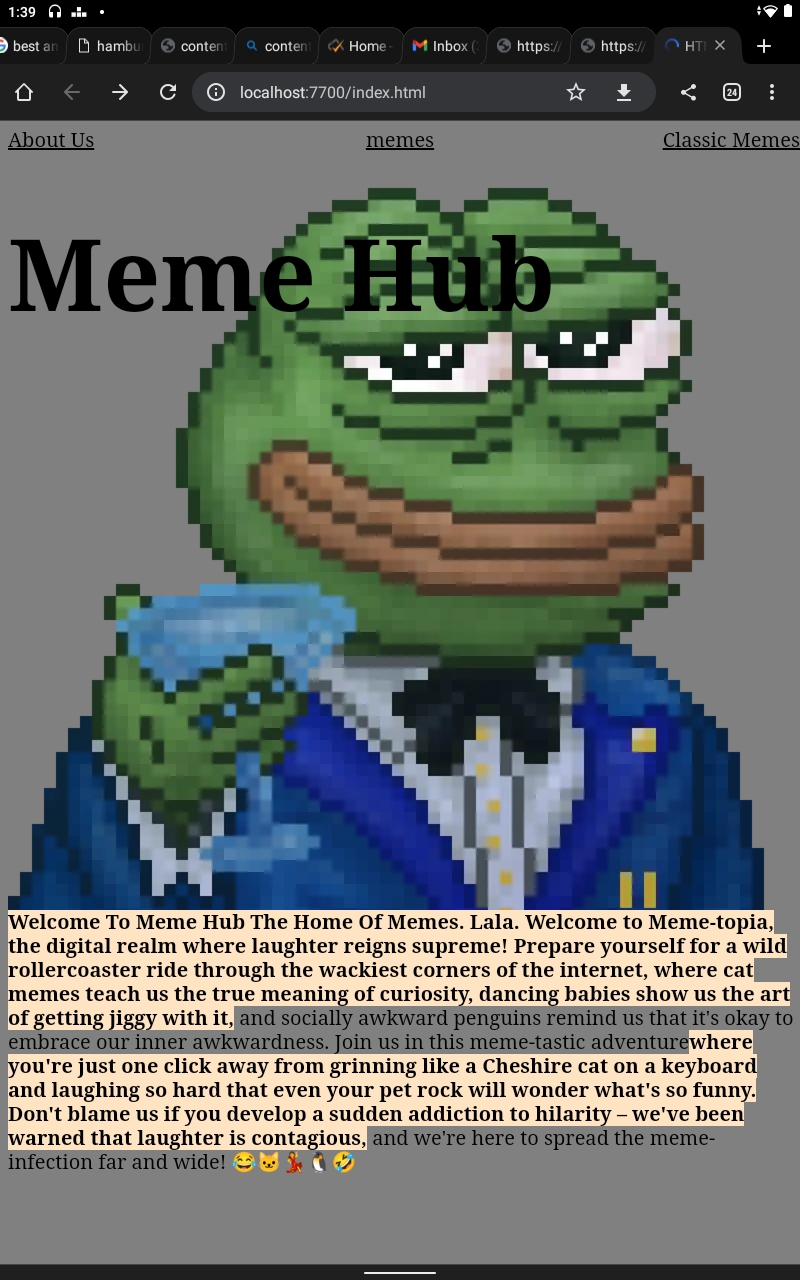 1:39
best an
hambu
conten
conten
Home -
Inbox (
https://
https://
HT
localhost:7700/index.html
24
About Us memes Classic Memes
Meme Hub
Welcome To Meme Hub The Home Of Memes. Lala. Welcome to Meme-topia,
the digital realm where laughter reigns supreme! Prepare yourself for a wild
rollercoaster ride through the wackiest corners of the internet, where cat
memes teach us the true meaning of curiosity, dancing babies show us the art
of getting jiggy with it, and socially awkward penguins remind us that it's okay to
embrace our inner awkwardness. Join us in this meme-tastic adventurewhere
you're just one click away from grinning like a Cheshire cat on a keyboard
and laughing so hard that even your pet rock will wonder what's so funny.
Don't blame us if you develop a sudden addiction to hilarity – we've been
warned that laughter is contagious, and we're here to spread the meme-
infection far and wide! 😂🐱💃🐧🤣